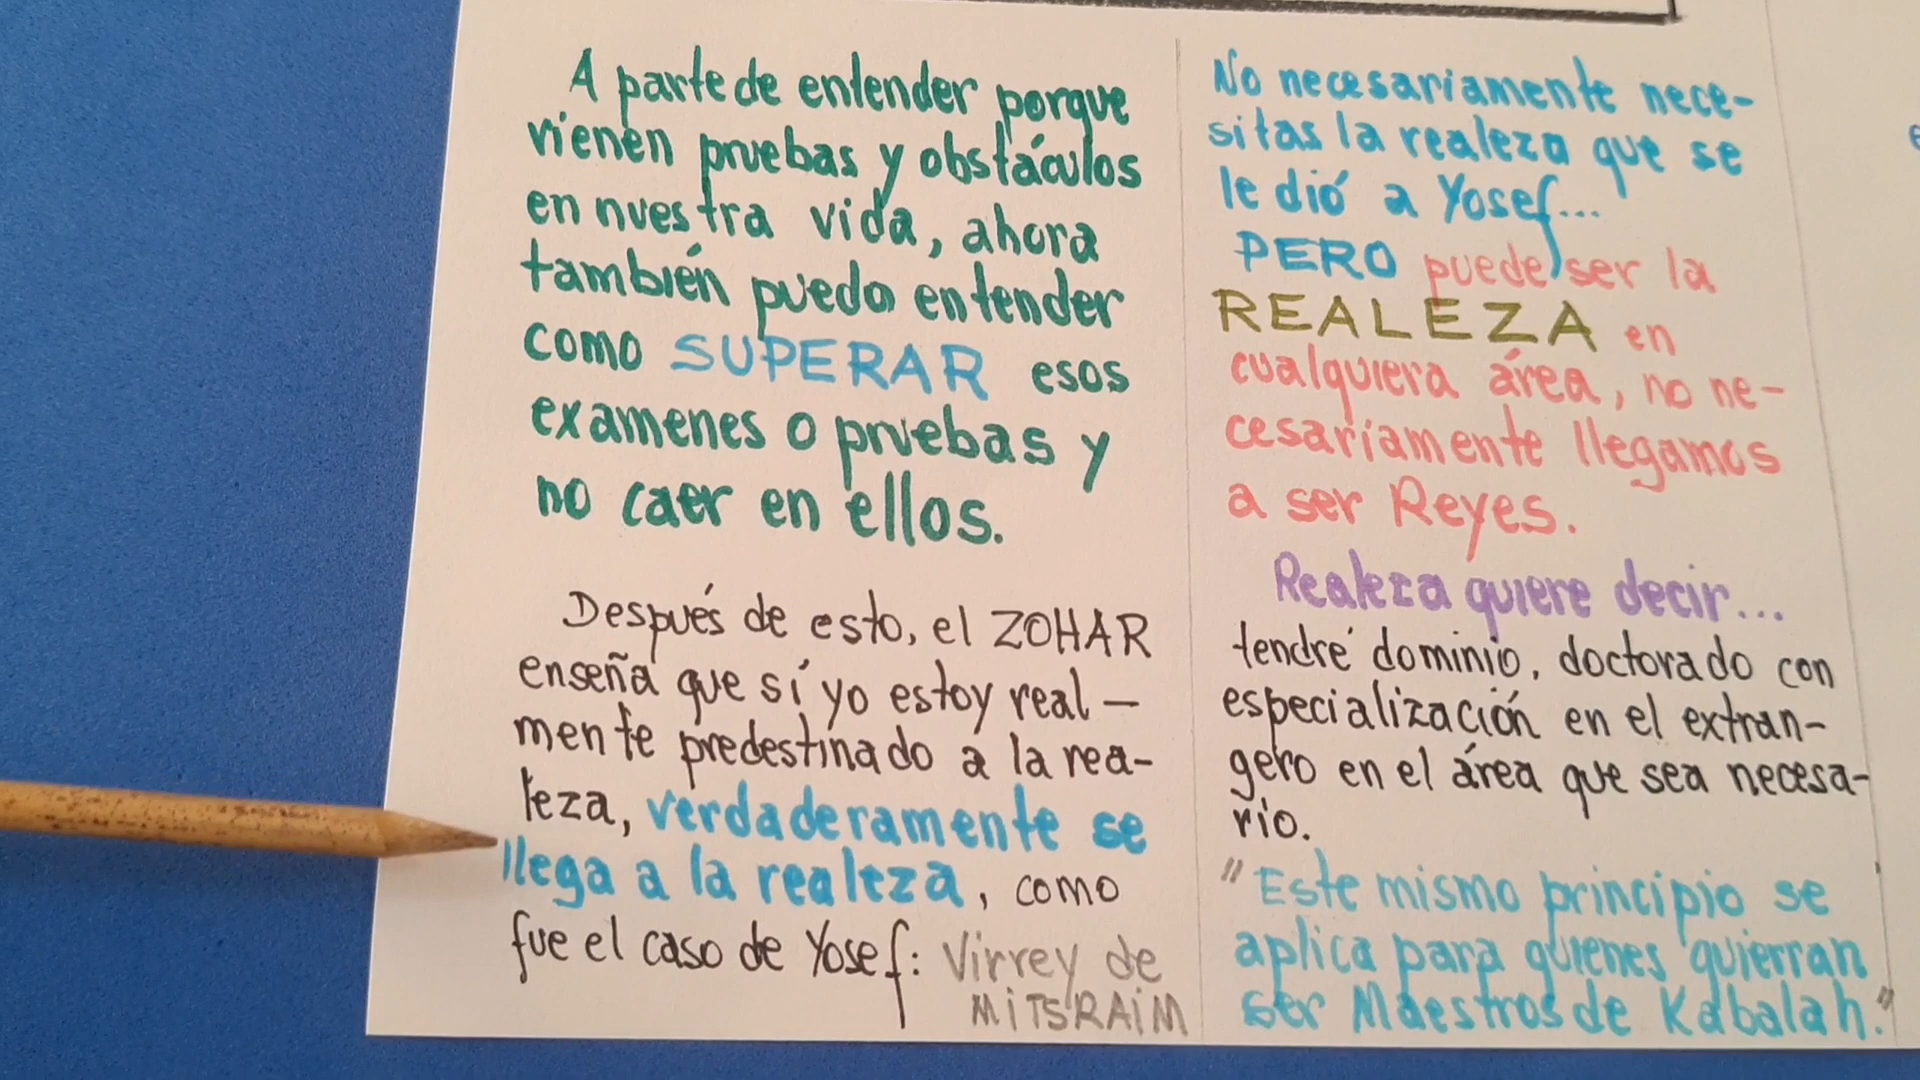 A parte de entender porque
vienen pruebas y obstáculos
en nuestra vida, ahora
también puedo entender
como SUPERAR esos
examenes o pruebas y
no caer en ellos.
Después de esto, el ZOHAR
enseña que sí yo estoy real-
mente predestinado a la rea-
leza, verdaderamente se
llega a la realeza, como
fue el caso de Yosef: Virrey de
MITSRAIM
No necesariamente nece-
sitas la realeza que se
le dió a Yosef...
PERO puede ser la
REALEZA en
cualquiera área, no ne-
cesariamente llegamos
a ser Reyes.
Realeza quiere decir...
tendré dominio, doctorado con
especialización en el extran-
gero en el área que sea necesa-
rio.
"Este mismo principio se
aplica para quienes quierran
ser Maestros de Kabalah."